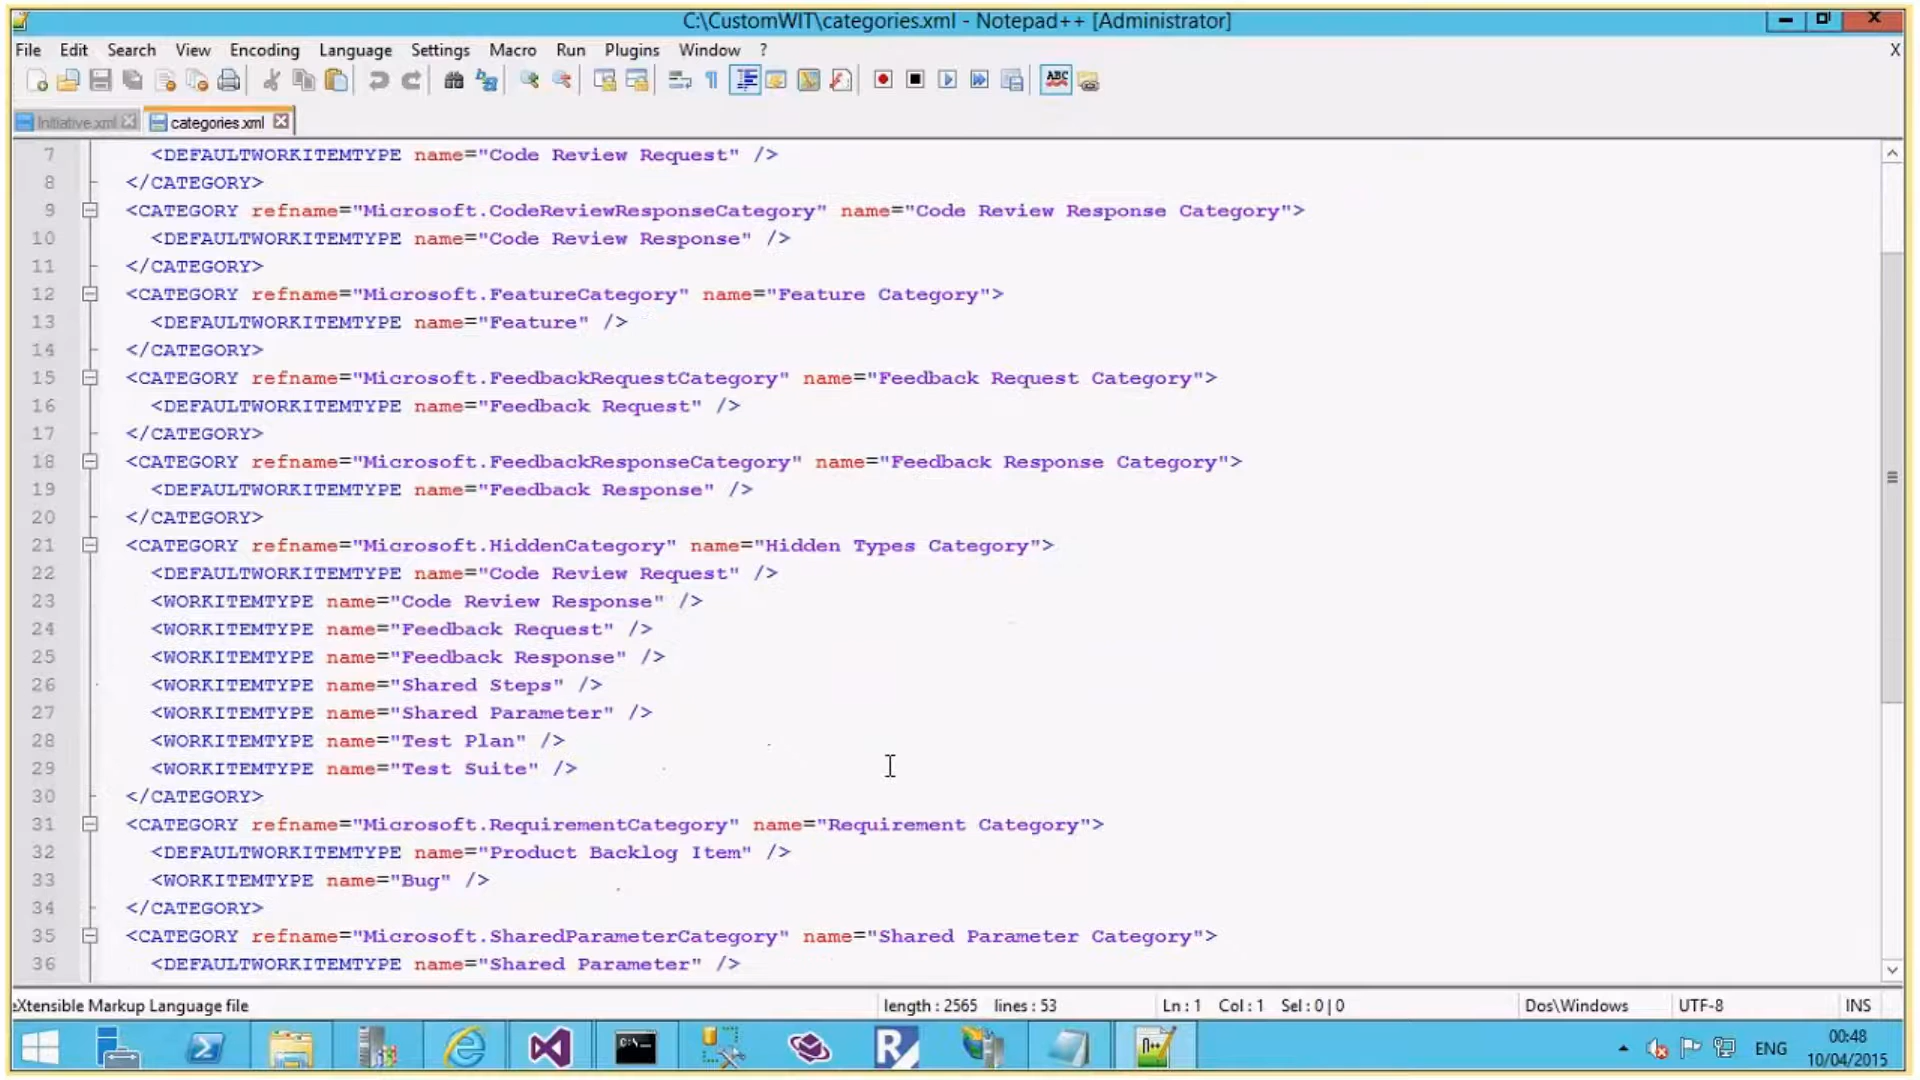 C:\CustomWIT\categories.xml - Notepad++ [Administrator]
File Edit Search View Encoding Language Settings Macro Run Plugins Window ? X
Initiative.xml categories.xml
7 <DEFAULTWORKITEMTYPE name="Code Review Request" />
8 </CATEGORY>
9 <CATEGORY refname="Microsoft.CodeReviewResponseCategory" name="Code Review Response Category">
10 <DEFAULTWORKITEMTYPE name="Code Review Response" />
11 </CATEGORY>
12 <CATEGORY refname="Microsoft.FeatureCategory" name="Feature Category">
13 <DEFAULTWORKITEMTYPE name="Feature" />
14 </CATEGORY>
15 <CATEGORY refname="Microsoft.FeedbackRequestCategory" name="Feedback Request Category">
16 <DEFAULTWORKITEMTYPE name="Feedback Request" />
17 </CATEGORY>
18 <CATEGORY refname="Microsoft.FeedbackResponseCategory" name="Feedback Response Category">
19 <DEFAULTWORKITEMTYPE name="Feedback Response" />
20 </CATEGORY>
21 <CATEGORY refname="Microsoft.HiddenCategory" name="Hidden Types Category">
22 <DEFAULTWORKITEMTYPE name="Code Review Request" />
23 <WORKITEMTYPE name="Code Review Response" />
24 <WORKITEMTYPE name="Feedback Request" />
25 <WORKITEMTYPE name="Feedback Response" />
26 <WORKITEMTYPE name="Shared Steps" />
27 <WORKITEMTYPE name="Shared Parameter" />
28 <WORKITEMTYPE name="Test Plan" />
29 <WORKITEMTYPE name="Test Suite" />
30 </CATEGORY>
31 <CATEGORY refname="Microsoft.RequirementCategory" name="Requirement Category">
32 <DEFAULTWORKITEMTYPE name="Product Backlog Item" />
33 <WORKITEMTYPE name="Bug" />
34 </CATEGORY>
35 <CATEGORY refname="Microsoft.SharedParameterCategory" name="Shared Parameter Category">
36 <DEFAULTWORKITEMTYPE name="Shared Parameter" />
eXtensible Markup Language file length : 2565 lines : 53 Ln : 1 Col : 1 Sel : 0 | 0 Dos\Windows UTF-8 INS
ENG 00:48
10/04/2015